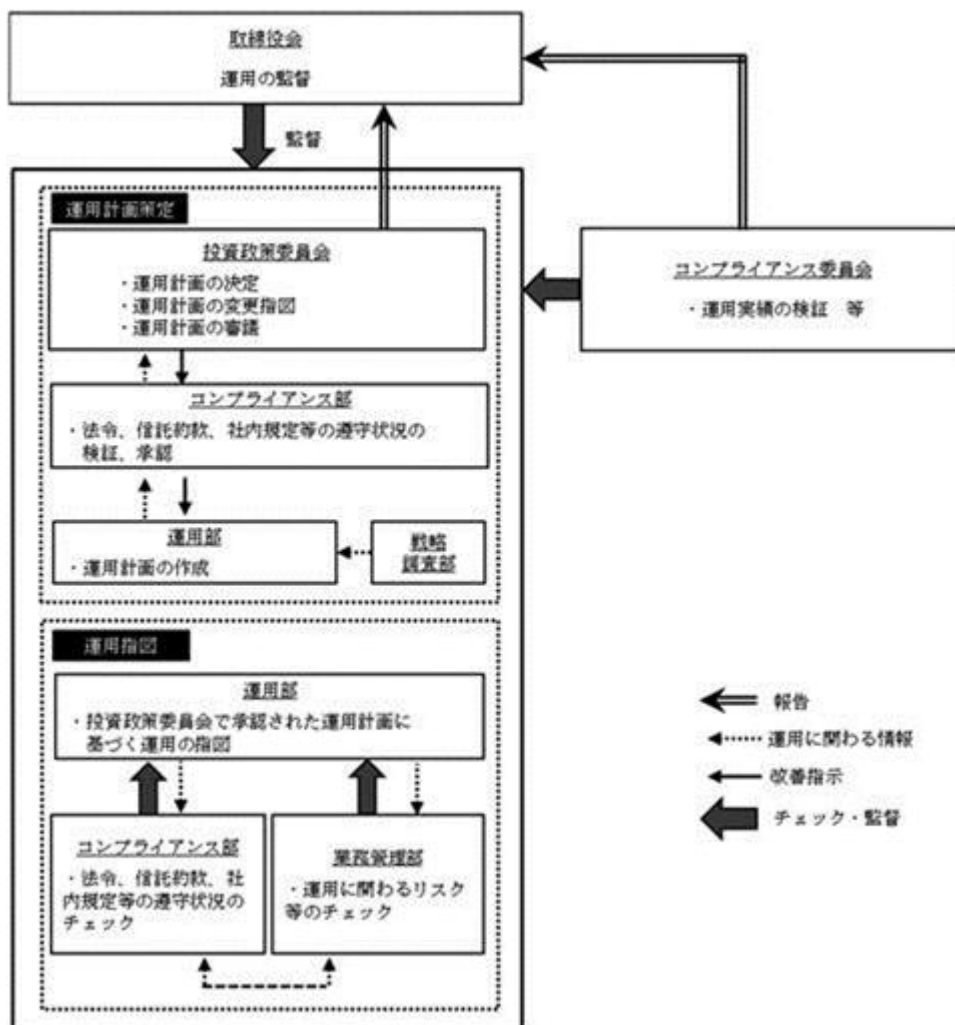 取締役会
運用の監督
監督
運用計画策定
投資政策委員会
・運用計画の決定
・運用計画の変更指図
・運用計画の審議
コンプライアンス委員会
・運用実績の検証 等
コンプライアンス部
・法令、信託約款、社内規定等の遵守状況の
検証、承認
運用部
・運用計画の作成
戦略
調査部
運用指図
運用部
・投資政策委員会で承認された運用計画に
基づく運用の指図
コンプライアンス部
・法令、信託約款、社
内規定等の遵守状況の
チェック
業務管理部
・運用に関わるリスク
等のチェック
報告
運用に関わる情報
改善指示
チェック・監督